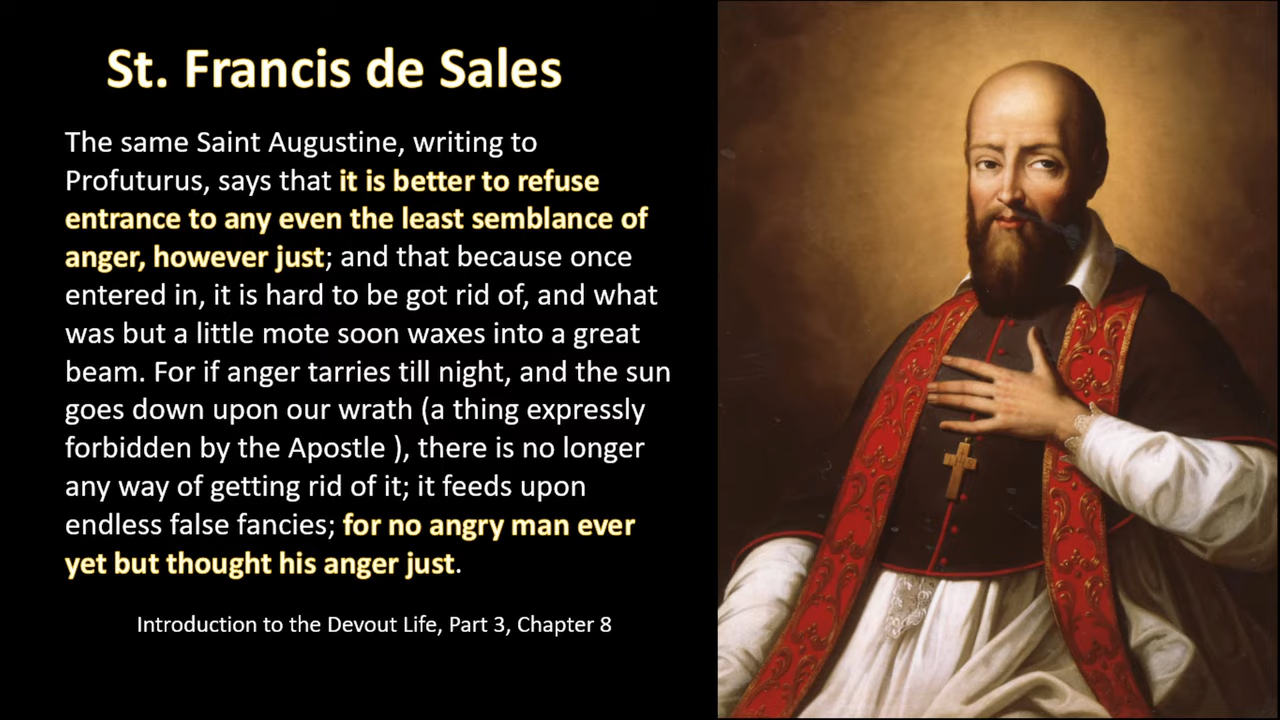 St. Francis de Sales
The same Saint Augustine, writing to
Profuturus, says that it is better to refuse
entrance to any even the least semblance of
anger, however just; and that because once
entered in, it is hard to be got rid of, and what
was but a little mote soon waxes into a great
beam. For if anger tarries till night, and the sun
goes down upon our wrath (a thing expressly
forbidden by the Apostle ), there is no longer
any way of getting rid of it; it feeds upon
endless false fancies; for no angry man ever
yet but thought his anger just.
Introduction to the Devout Life, Part 3, Chapter 8